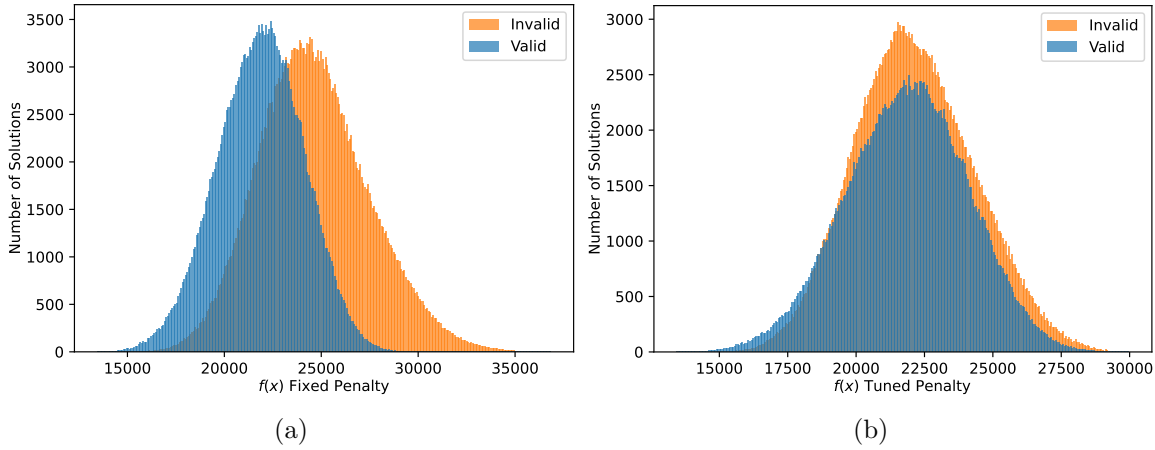 3500
3000
2500
2000
1500
1000
500
0
Number of Solutions
Invalid
Valid
15000 20000 25000 30000 35000
f(x) Fixed Penalty
(a)
3000
2500
2000
1500
1000
500
0
Number of Solutions
Invalid
Valid
15000 17500 20000 22500 25000 27500 30000
f(x) Tuned Penalty
(b)